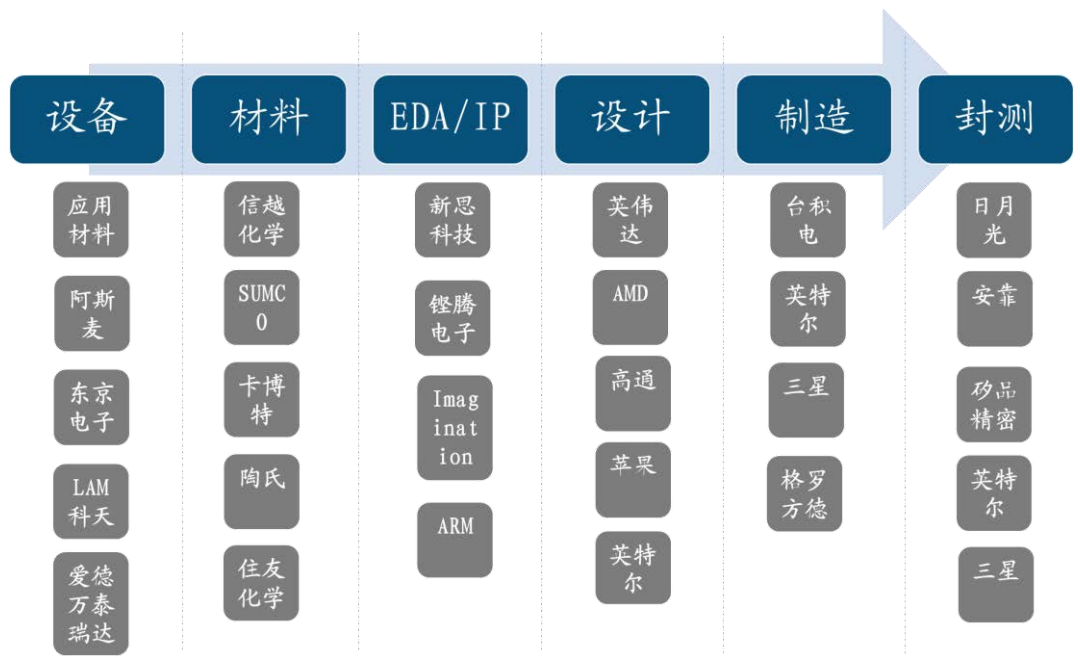 设备
材料
EDA/IP
设计
制造
封测
应用
材料
阿斯
麦
东京
电子
LAM
科天
爱德
万泰
瑞达
信越
化学
SUMC
O
卡博
特
陶氏
住友
化学
新思
科技
铿腾
电子
Imag
inat
ion
ARM
英伟
达
AMD
高通
苹果
英特
尔
台积
电
英特
尔
三星
格罗
方德
日月
光
安靠
矽品
精密
英特
尔
三星